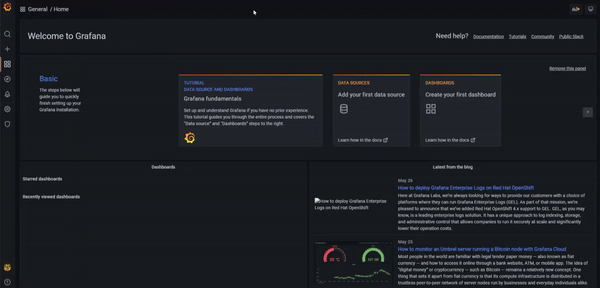 General / Home
Welcome to Grafana
Need help? Documentation Tutorials Community Public Slack
Remove this panel
Basic
The steps below will
guide you to quickly
finish setting up your
Grafana installation.
TUTORIAL
DATA SOURCE AND DASHBOARDS
Grafana fundamentals
Set up and understand Grafana if you have no prior experience.
This tutorial guides you through the entire process and covers the
"Data source" and "Dashboards" steps to the right.
DATA SOURCES
Add your first data source
Learn how in the docs
DASHBOARDS
Create your first dashboard
Learn how in the docs
Dashboards
Starred dashboards
Recently viewed dashboards
Latest from the blog
How to deploy Grafana Enterprise
Logs on Red Hat OpenShift
May 26
How to deploy Grafana Enterprise Logs on Red Hat OpenShift
Here at Grafana Labs, we're always looking for ways to provide our customers with a choice of
platforms where they can run Grafana Enterprise Logs (GEL). As part of that mission, we're
pleased to announce that we've added Red Hat OpenShift 4.x support to GEL. GEL, as you may
know, is a leading enterprise logs solution. It has a unique approach to log indexing, storage,
and administrative control that allows companies to run it securely at scale and significantly
lower their operation costs.
May
How to monitor an Umbrel server running a Bitcoin node with Grafana Cloud
Most people in the world are familiar with legal tender paper money — also known as fiat
currency — and how to access it online through a bank website, ATM, or mobile app. The idea of
"digital money" or cryptocurrency — such as Bitcoin — remains a relatively new concept. One
thing that sets it apart from fiat currency is that its compute infrastructure is distributed in a
trustless peer-to-peer network of server nodes run by businesses and everyday individuals alike.